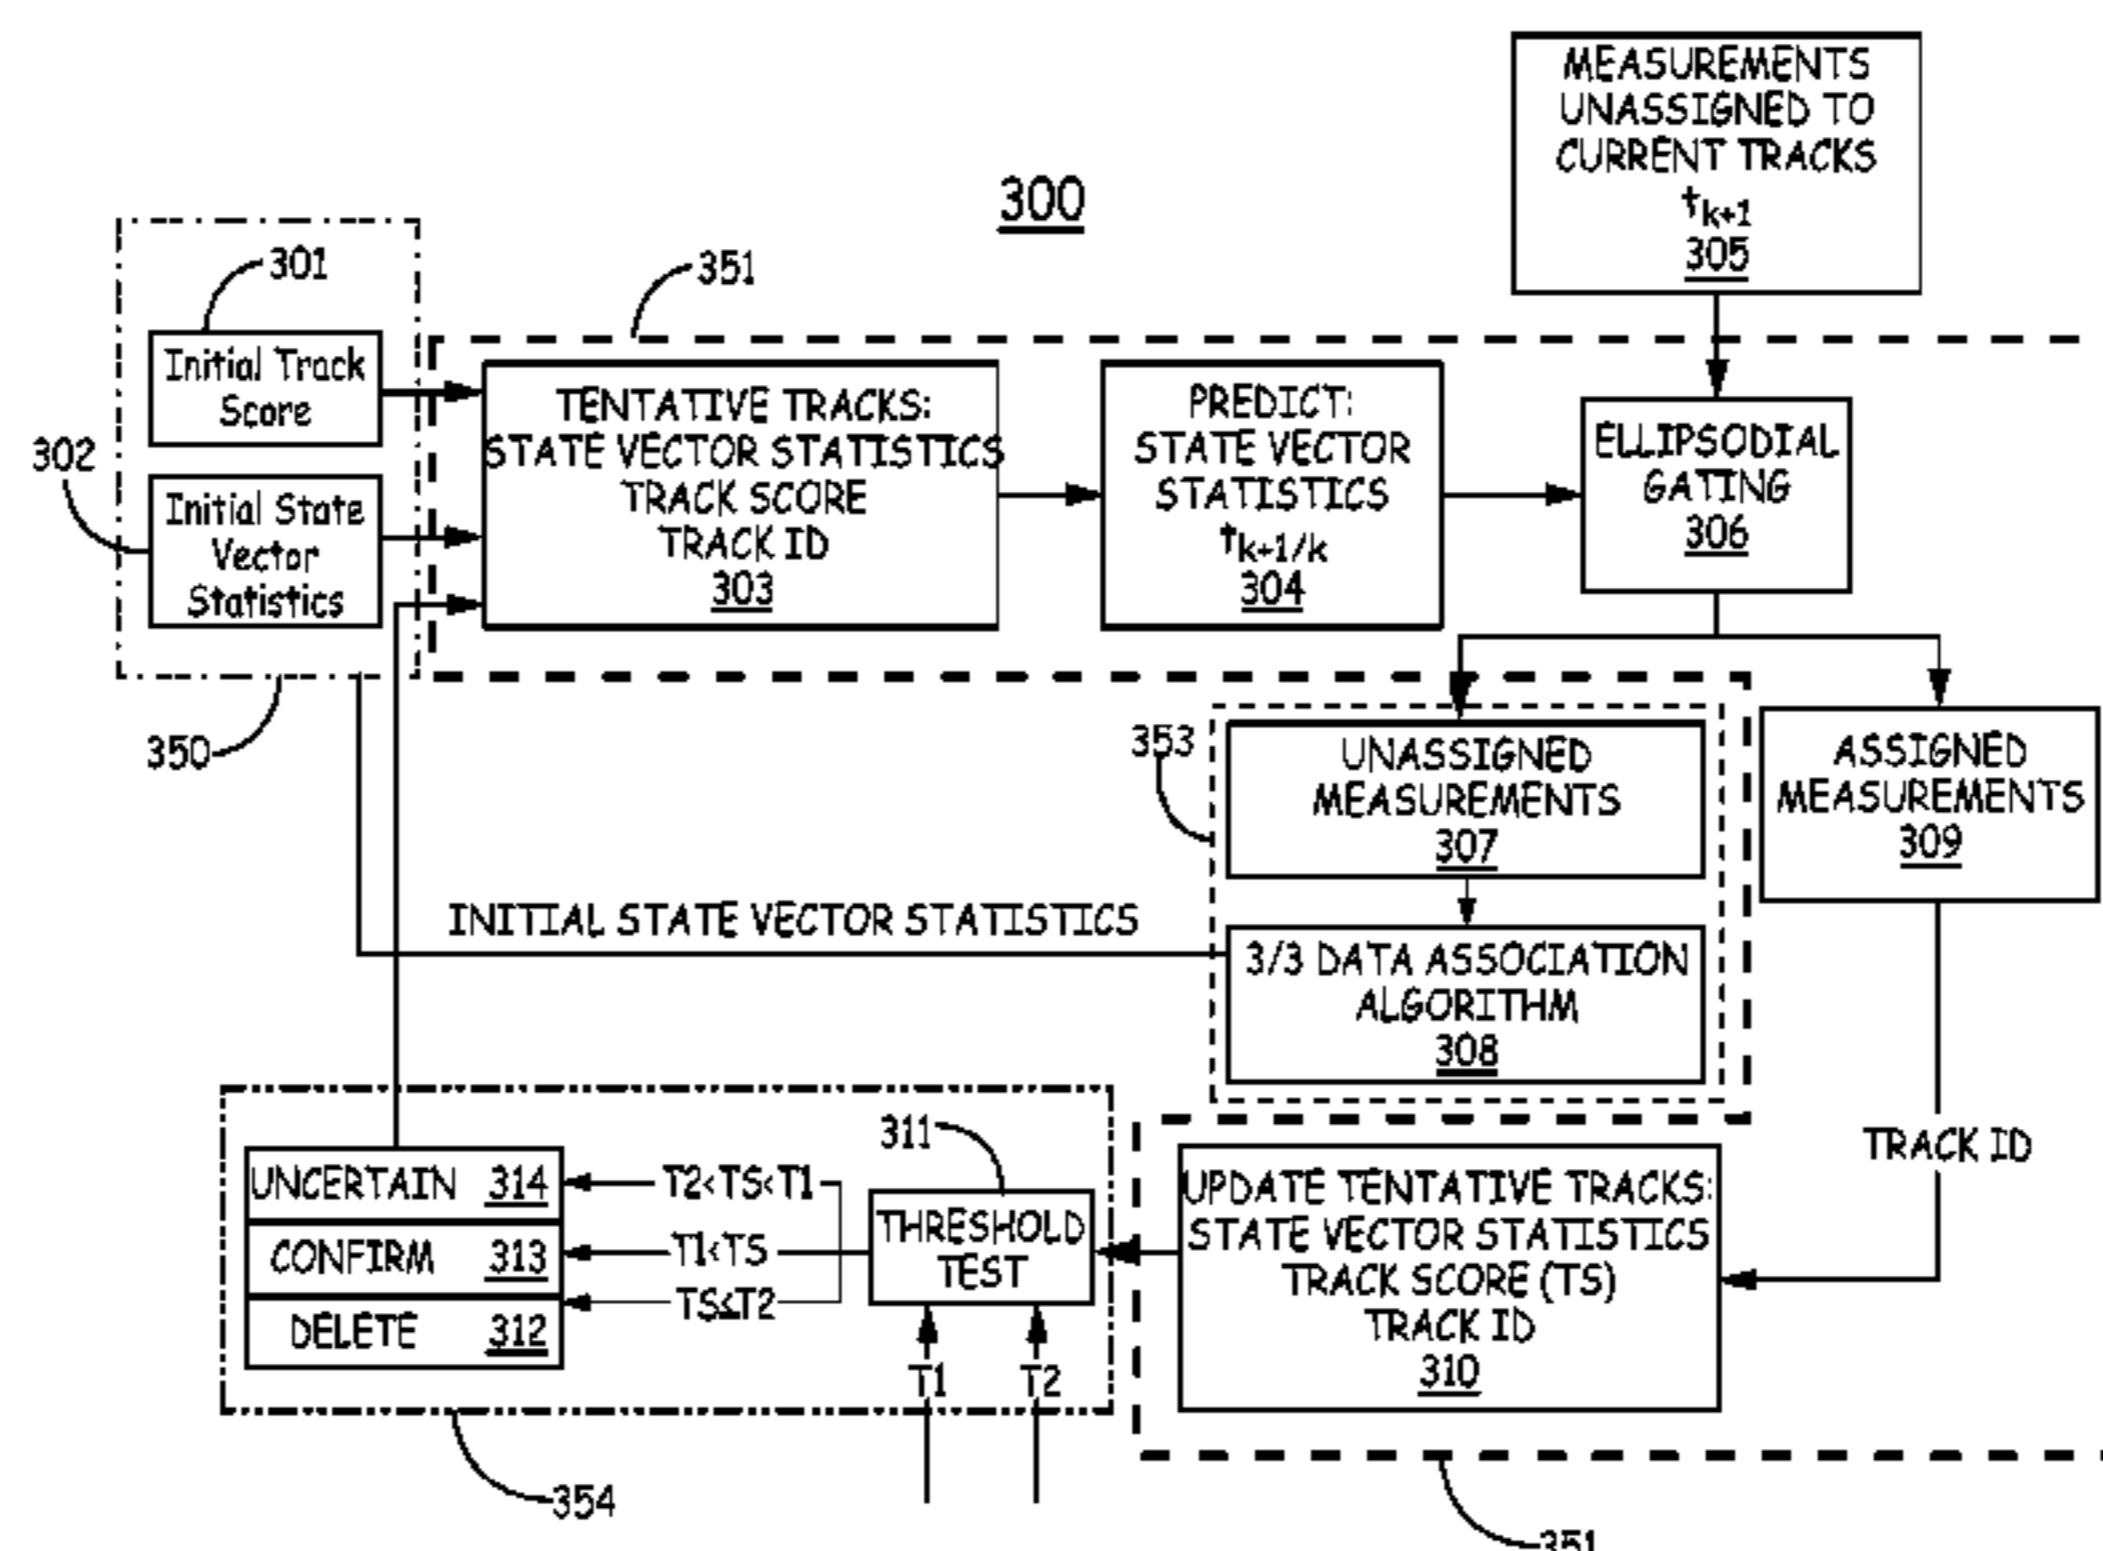 MEASUREMENTS
UNASSIGNED TO
CURRENT TRACKS
tk+1
305
300
301
351
Initial Track
Score
302
Initial State
Vector
Statistics
350
TENTATIVE TRACKS:
STATE VECTOR STATISTICS
TRACK SCORE
TRACK ID
303
PREDICT:
STATE VECTOR
STATISTICS
tk+1/k
304
ELLIPSODIAL
GATING
306
353
UNASSIGNED
MEASUREMENTS
307
ASSIGNED
MEASUREMENTS
309
INITIAL STATE VECTOR STATISTICS
3/3 DATA ASSOCIATION
ALGORITHM
308
TRACK ID
311
UNCERTAIN 314
CONFIRM 313
DELETE 312
T2<TS<T1
T1<TS
TS≤T2
THRESHOLD
TEST
T1
T2
UPDATE TENTATIVE TRACKS:
STATE VECTOR STATISTICS
TRACK SCORE (TS)
TRACK ID
310
354
351